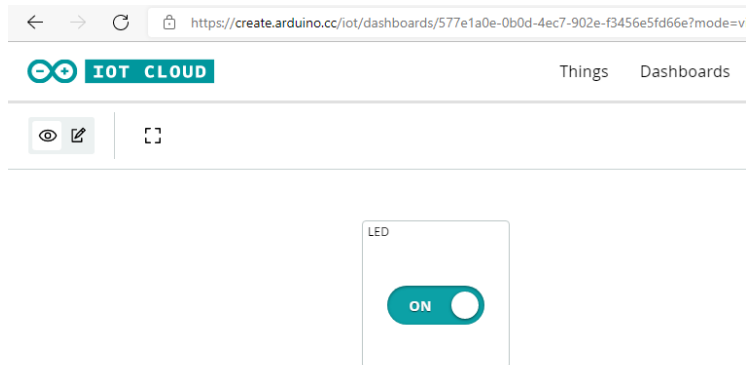 https://create.arduino.cc/iot/dashboards/577e1a0e-0b0d-4ec7-902e-f3456e5fd66e?mode=v
IOT CLOUD
Things Dashboards
LED
ON